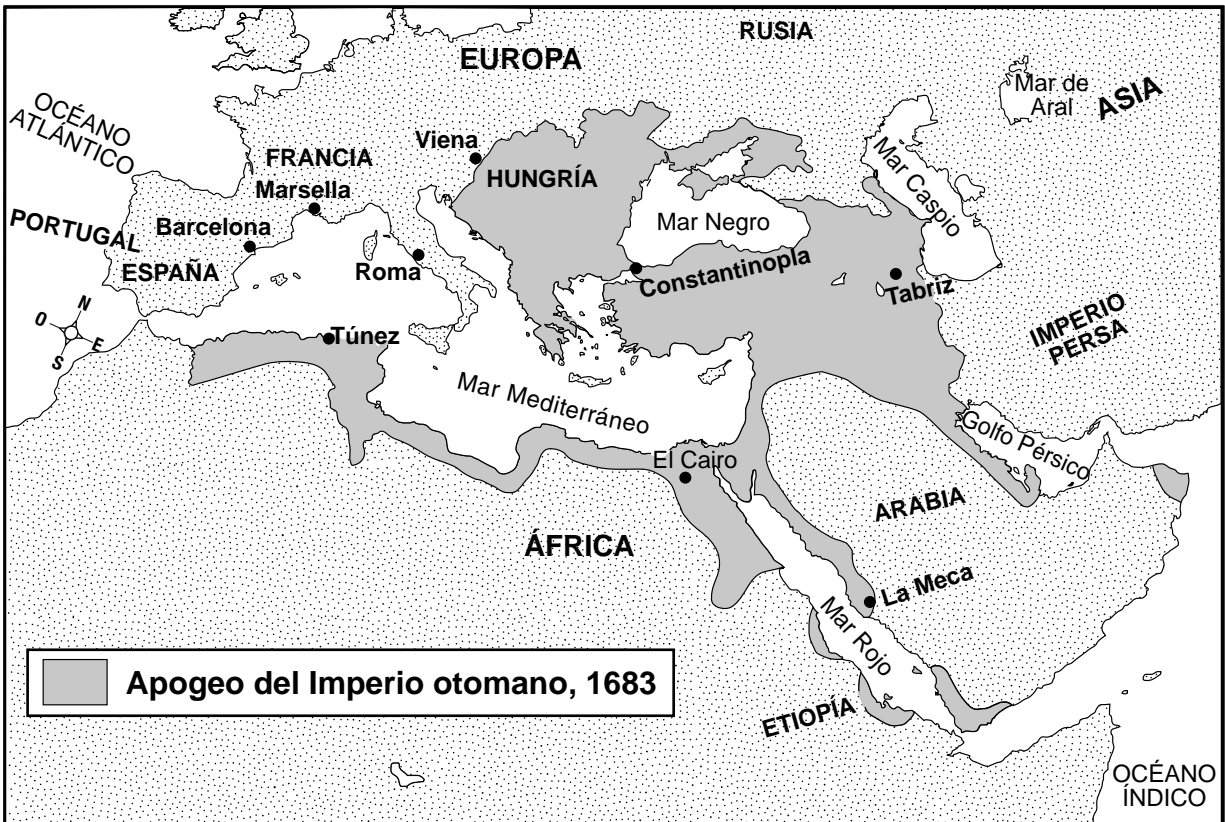 RUSIA
EUROPA
Mar de
Aral
ASIA
OCÉANO
ATLÁNTICO
Viena
FRANCIA
HUNGRÍA
Marsella
Mar Caspio
PORTUGAL
Barcelona
Mar Negro
ESPAÑA
Roma
Constantinopla
Tabriz
N
O
E
S
Túnez
IMPERIO
PERSA
Mar Mediterráneo
Golfo Pérsico
El Cairo
ARABIA
ÁFRICA
La Meca
Mar Rojo
Apogeo del Imperio otomano, 1683
ETIOPÍA
OCÉANO
ÍNDICO